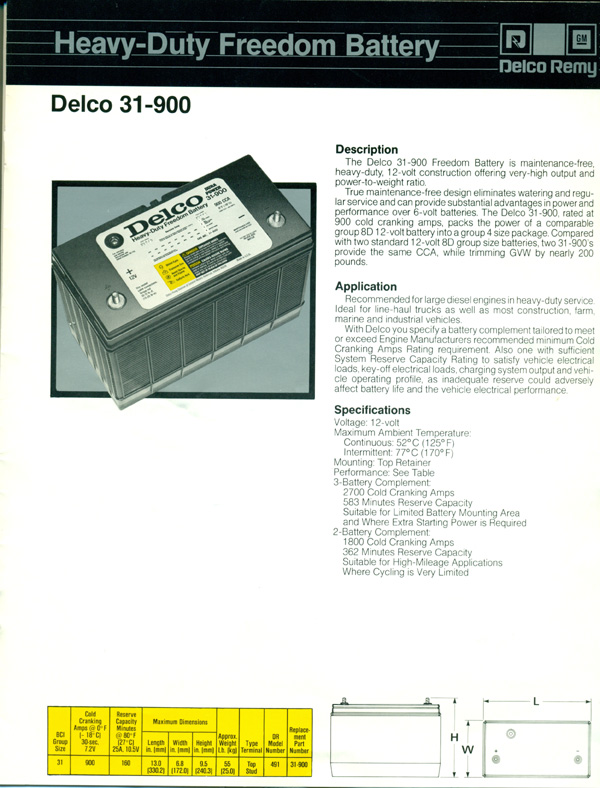 Heavy-Duty Freedom Battery
GM
Delco Remy
Delco 31-900
Delco
Heavy-Duty Freedom Battery
31-900
+
12V
Description
The Delco 31-900 Freedom Battery is maintenance-free,
heavy-duty, 12-volt construction offering very-high output and
power-to-weight ratio.
True maintenance-free design eliminates watering and regu-
lar service and can provide substantial advantages in power and
performance over 6-volt batteries. The Delco 31-900, rated at
900 cold cranking amps, packs the power of a comparable
group 8D 12-volt battery into a group 4 size package. Compared
with two standard 12-volt 8D group size batteries, two 31-900's
provide the same CCA, while trimming GVW by nearly 200
pounds.
Application
Recommended for large diesel engines in heavy-duty service.
Ideal for line-haul trucks as well as most construction, farm,
marine and industrial vehicles.
With Delco you specify a battery complement tailored to meet
or exceed Engine Manufacturers recommended minimum Cold
Cranking Amps Rating requirement. Also one with sufficient
System Reserve Capacity Rating to satisfy vehicle electrical
loads, key-off electrical loads, charging system output and vehi-
cle operating profile, as inadequate reserve could adversely
affect battery life and the vehicle electrical performance.
Specifications
Voltage: 12-volt
Maximum Ambient Temperature:
Continuous: 52°C (125°F)
Intermittent: 77°C (170°F)
Mounting: Top Retainer
Performance: See Table
3-Battery Complement:
2700 Cold Cranking Amps
583 Minutes Reserve Capacity
Suitable for Limited Battery Mounting Area
and Where Extra Starting Power is Required
2-Battery Complement:
1800 Cold Cranking Amps
362 Minutes Reserve Capacity
Suitable for High-Mileage Applications
Where Cycling is Very Limited
BCI Group Size
Cold Cranking Amps @ 0°F (- 18°C) 30-sec. 7.2V
Reserve Capacity Minutes @ 80°F (27°C) 25A. 10.5V
Maximum Dimensions
Length in. (mm)
Width in. (mm)
Height in. (mm)
Approx. Weight Lb. (kg)
Type Terminal
DR Model Number
Replace- ment Part Number
31 900 160 13.0 (330.2) 6.8 (172.0) 9.5 (240.3) 55 (25.0) Top Stud 491 31-900
H
L
W